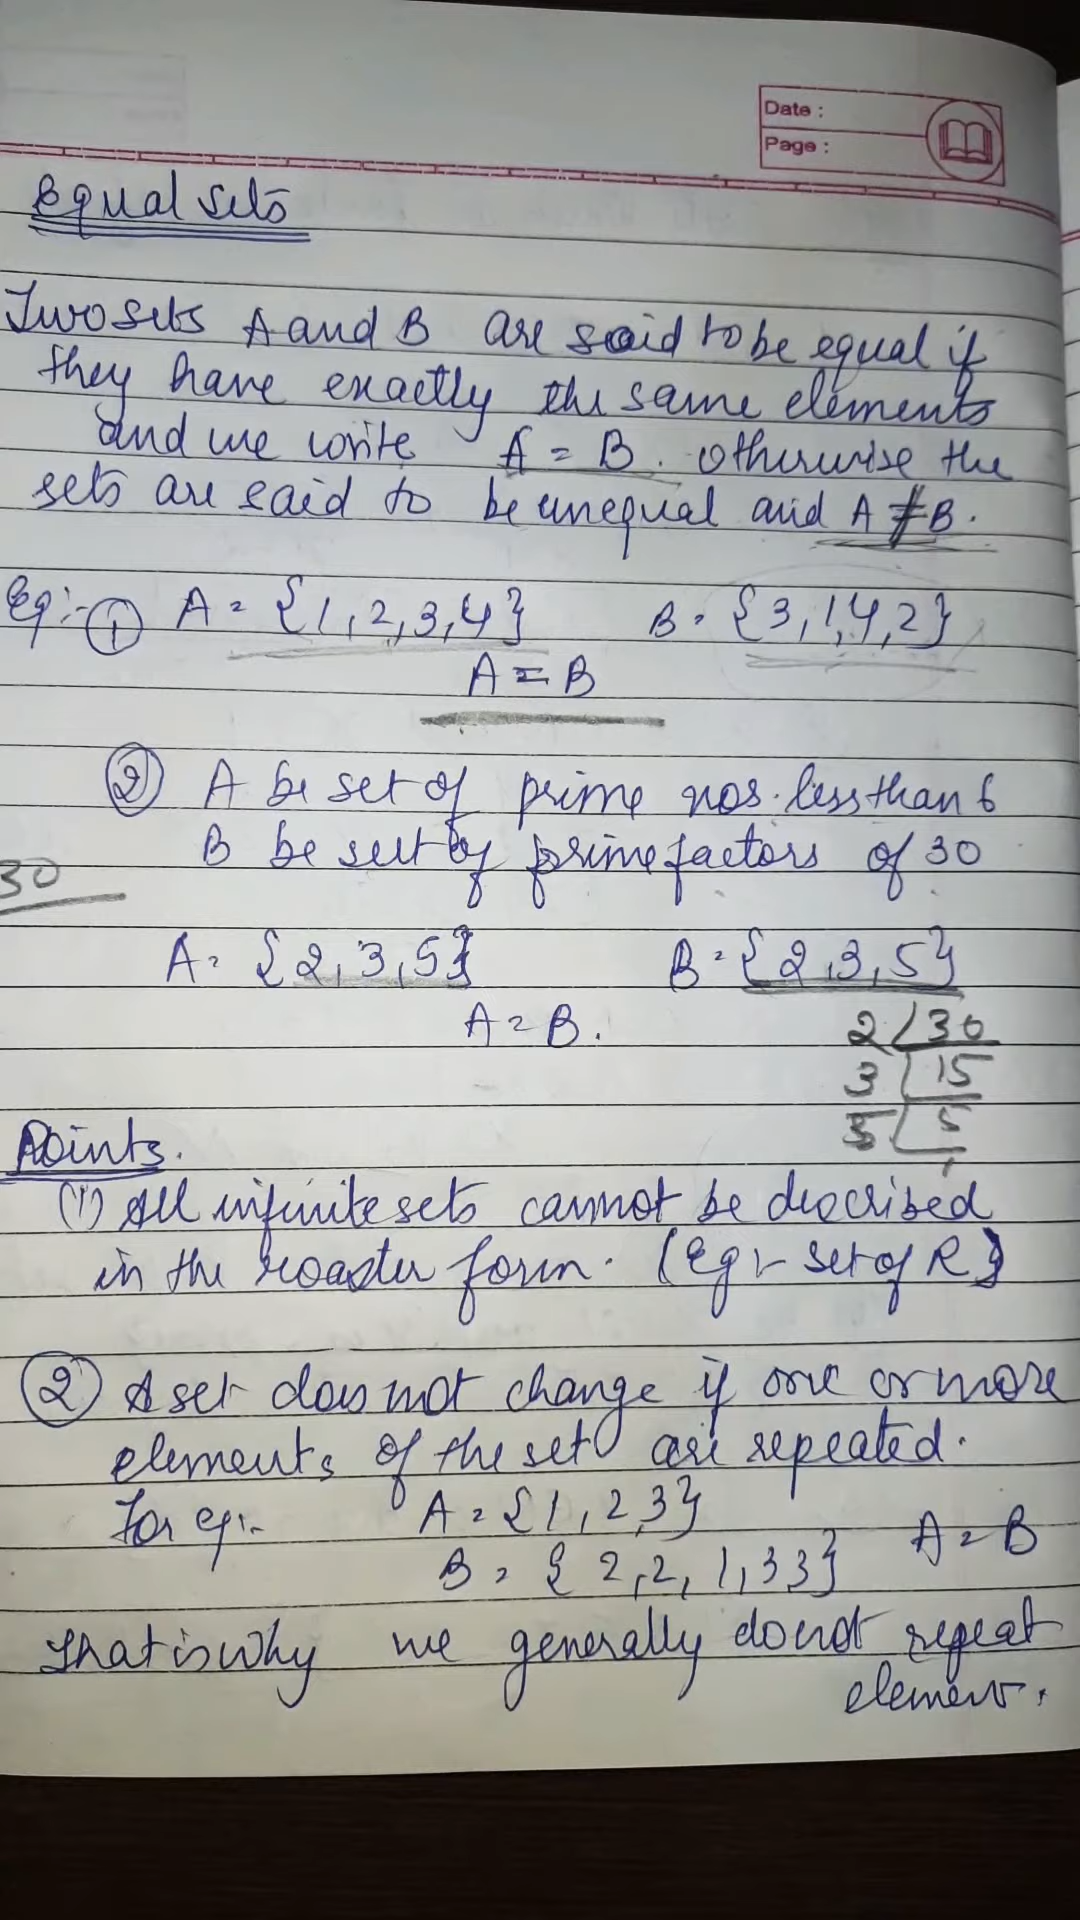 Date :
Page :
Equal sets
Two sets A and B are said to be equal if
they have exactly the same elements
and we write A = B. otherwise the
sets are said to be unequal and A ≠ B.
Eg:- ① A = {1,2,3,4} B = {3,1,4,2}
A = B
② A be set of prime nos. less than 6
B be set of prime factors of 30
30
A = {2,3,5} B = {2,3,5}
A = B.
2 | 30
3 | 15
5 | 5
1
Points.
(1) All infinite sets cannot be described
in the roaster form. (Eg:- set of R)
② A set does not change if one or more
elements of the set are repeated.
For eg:- A = {1,2,3}
B = {2,2,1,3 3} A = B
That is why we generally do not repeat
element.